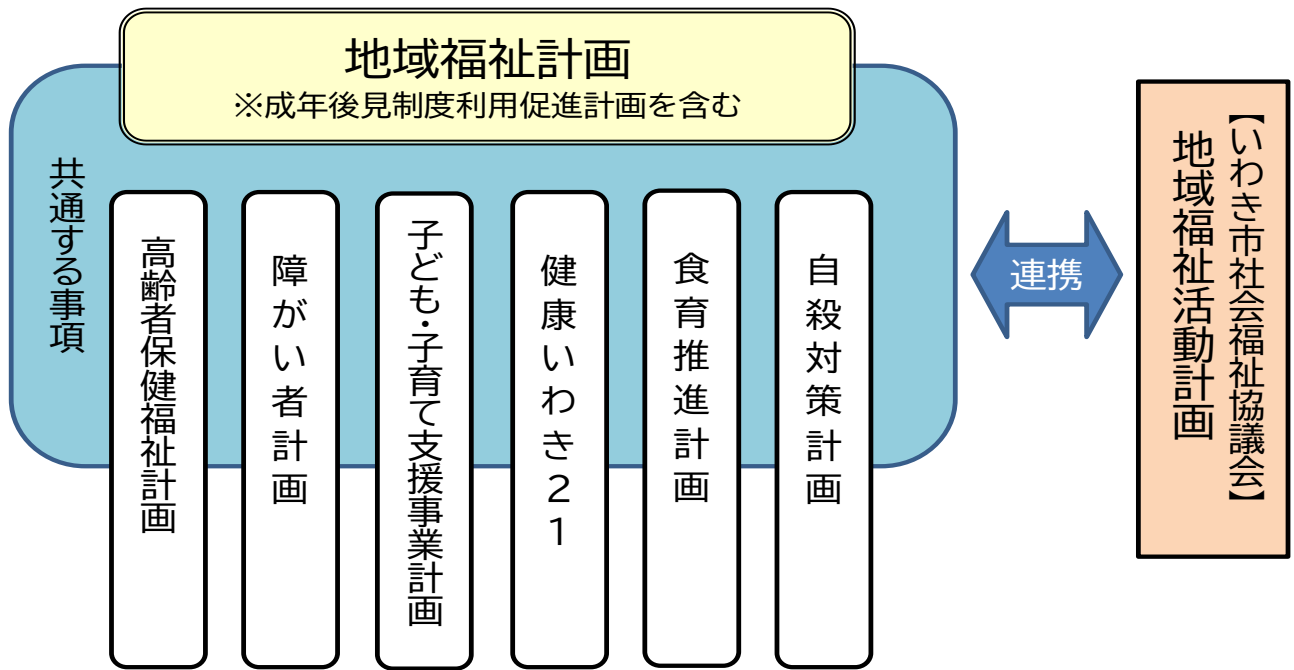 地域福祉計画
※成年後見制度利用促進計画を含む
共通する事項
高齢者保健福祉計画
障がい者計画
子ども・子育て支援事業計画
健康いわき21
食育推進計画
自殺対策計画
連携
【いわき市社会福祉協議会】
地域福祉活動計画